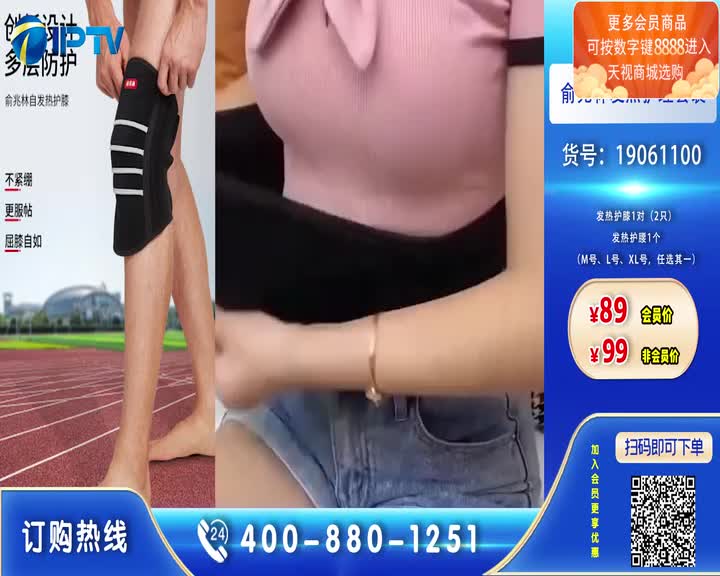 创新设计
多层防护
IPTV
俞兆林自发热护膝
不紧绷
更服帖
屈膝自如
更多会员商品
可按数字键8888进入
天视商城选购
货号：19061100
发热护膝1对（2只）
发热护腰1个
（M号、L号、XL号，任选其一）
¥89 会员价
¥99 非会员价
加入会员更享优惠
扫码即可下单
订购热线
24
400-880-1251